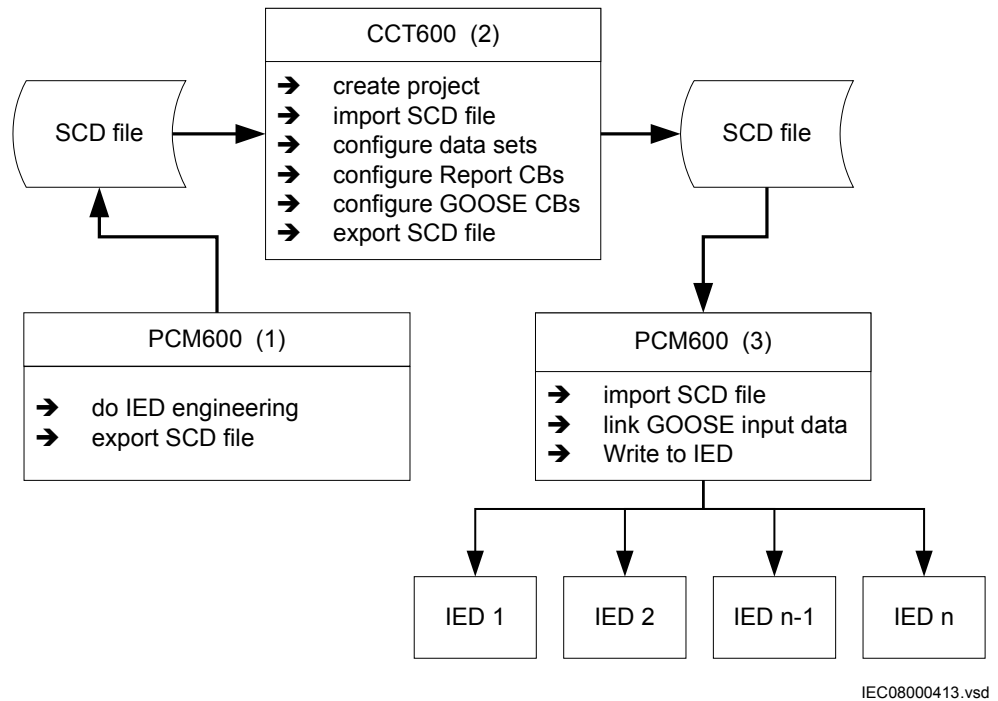 CCT600 (2)
➔ create project
➔ import SCD file
➔ configure data sets
➔ configure Report CBs
➔ configure GOOSE CBs
➔ export SCD file
SCD file
SCD file
PCM600 (1)
➔ do IED engineering
➔ export SCD file
PCM600 (3)
➔ import SCD file
➔ link GOOSE input data
➔ Write to IED
IED 1
IED 2
IED n-1
IED n
IEC08000413.vsd